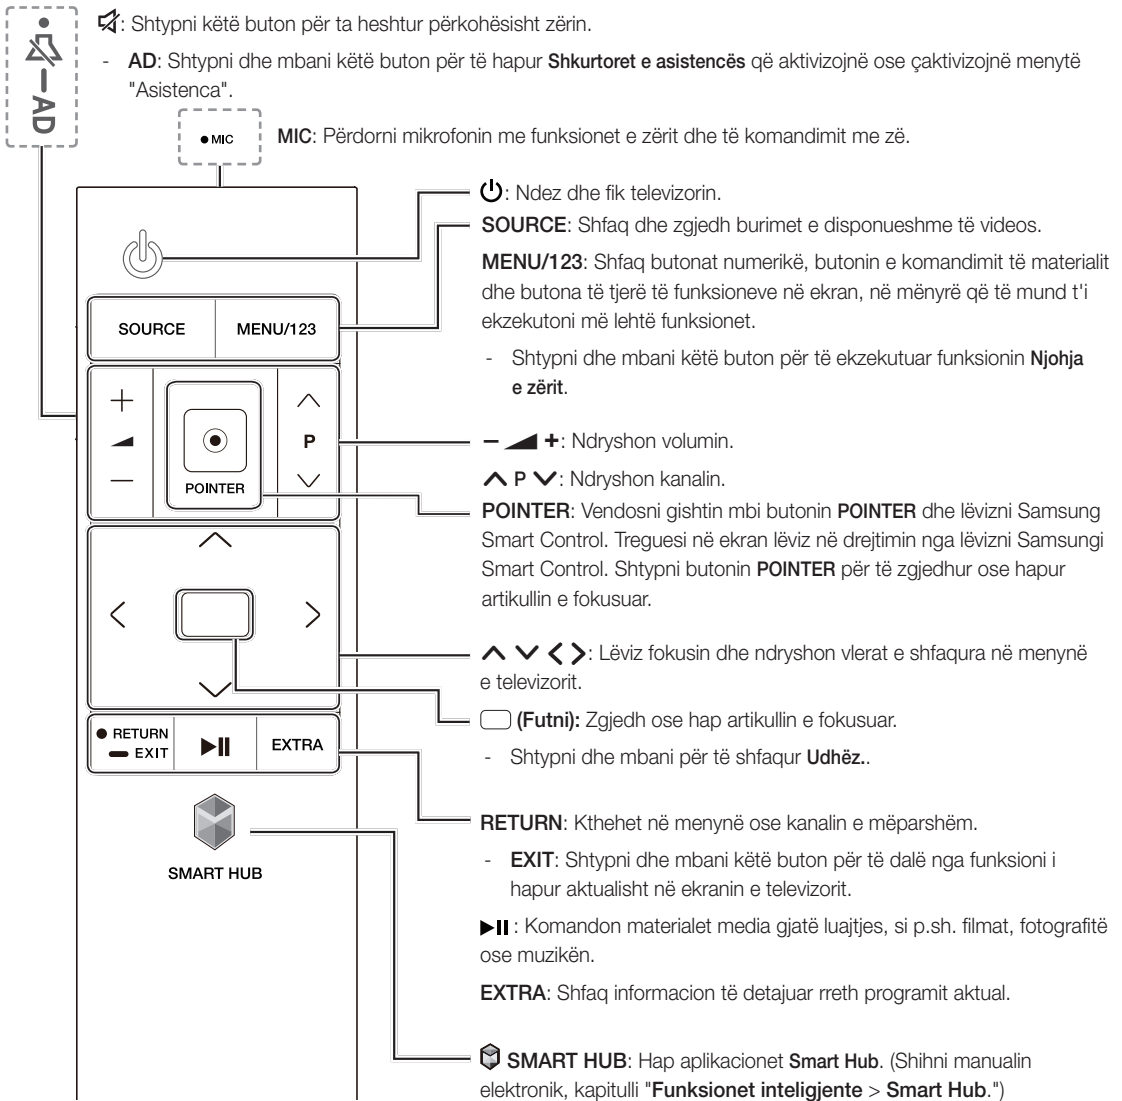 : Shtypni këtë buton për ta heshtur përkohësisht zërin.
- AD: Shtypni dhe mbani këtë buton për të hapur Shkurtoret e asistencës që aktivizojnë ose çaktivizojnë menytë
"Asistenca".
AD
● MIC
MIC: Përdorni mikrofonin me funksionet e zërit dhe të komandimit me zë.
: Ndez dhe fik televizorin.
SOURCE: Shfaq dhe zgjedh burimet e disponueshme të videos.
MENU/123: Shfaq butonat numerikë, butonin e komandimit të materialit
dhe butona të tjerë të funksioneve në ekran, në mënyrë që të mund t'i
ekzekutoni më lehtë funksionet.
- Shtypni dhe mbani këtë buton për të ekzekutuar funksionin Njohja
e zërit.
SOURCE
MENU/123
+
P
−
POINTER
− +: Ndryshon volumin.
P : Ndryshon kanalin.
POINTER: Vendosni gishtin mbi butonin POINTER dhe lëvizni Samsung
Smart Control. Treguesi në ekran lëviz në drejtimin nga lëvizni Samsungi
Smart Control. Shtypni butonin POINTER për të zgjedhur ose hapur
artikullin e fokusuar.
: Lëviz fokusin dhe ndryshon vlerat e shfaqura në menynë
e televizorit.
(Futni): Zgjedh ose hap artikullin e fokusuar.
- Shtypni dhe mbani për të shfaqur Udhëz..
● RETURN
EXIT
EXTRA
SMART HUB
RETURN: Kthehet në menynë ose kanalin e mëparshëm.
- EXIT: Shtypni dhe mbani këtë buton për të dalë nga funksioni i
hapur aktualisht në ekranin e televizorit.
: Komandon materialet media gjatë luajtjes, si p.sh. filmat, fotografitë
ose muzikën.
EXTRA: Shfaq informacion të detajuar rreth programit aktual.
SMART HUB: Hap aplikacionet Smart Hub. (Shihni manualin
elektronik, kapitulli "Funksionet inteligjente > Smart Hub.")